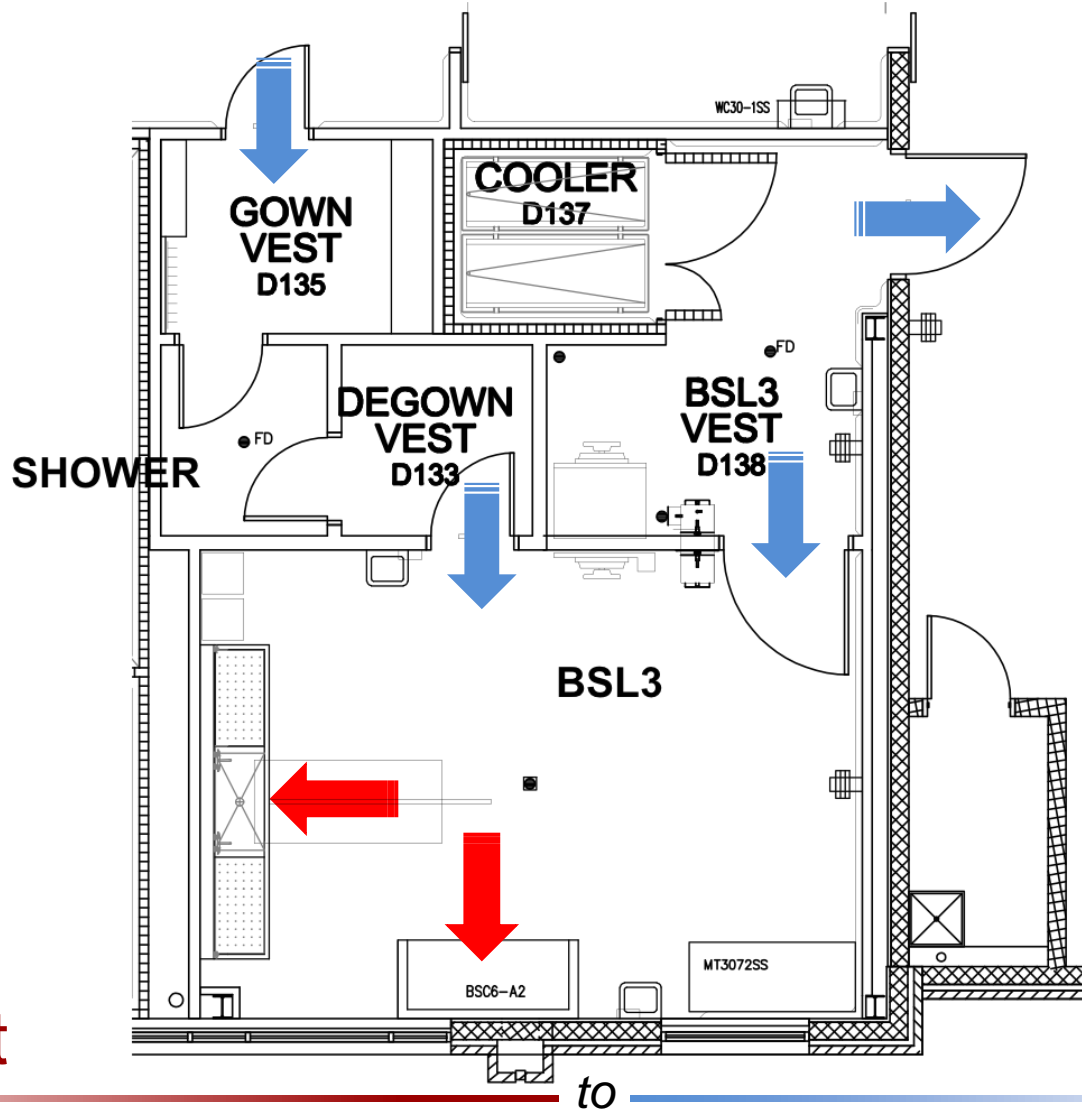 WC30-1SS
COOLER
D137
GOWN
VEST
D135
FD
BSL3
VEST
D138
DEGOWN
VEST
D133
FD
SHOWER
BSL3
MT3072SS
BSC6-A2
t
to